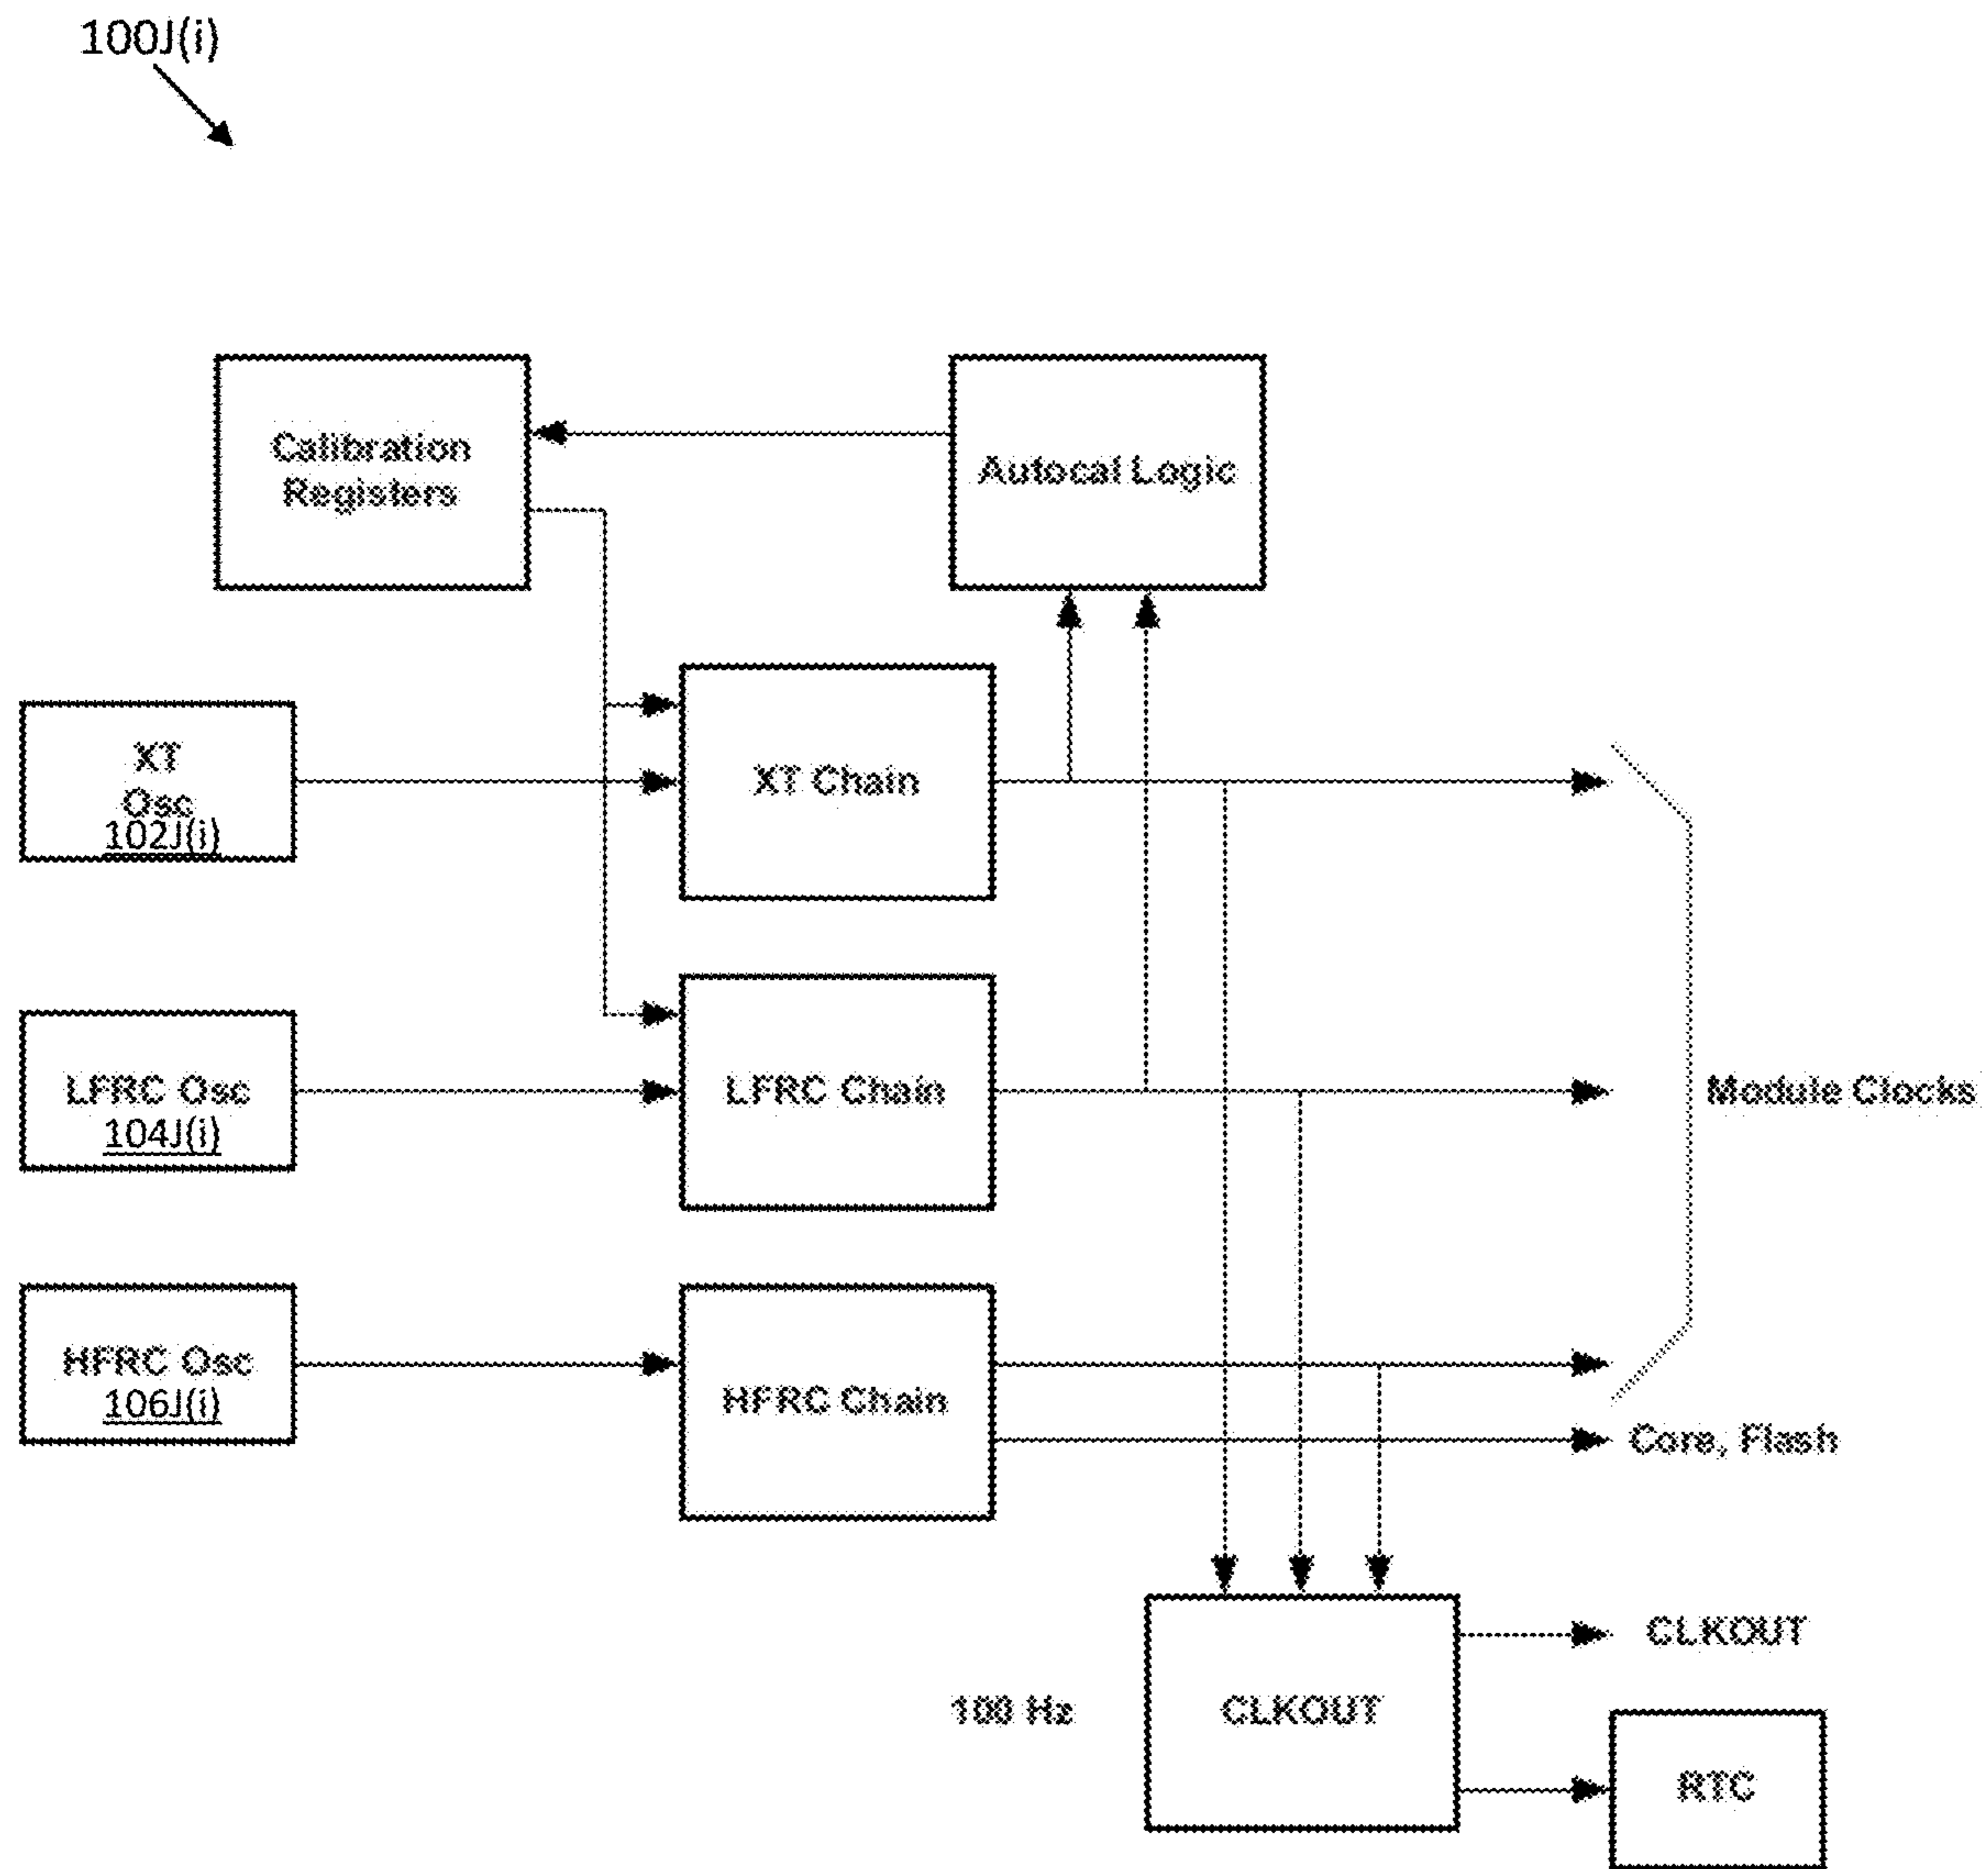 100J(i)
Calibration
Registers
Autocal Logic
XT
Osc
102J(i)
XT Chain
LFRC Osc
104J(i)
LFRC Chain
Module Clocks
HFRC Osc
106J(i)
HFRC Chain
Core, Flash
CLKOUT
100 Hz
CLKOUT
RTC